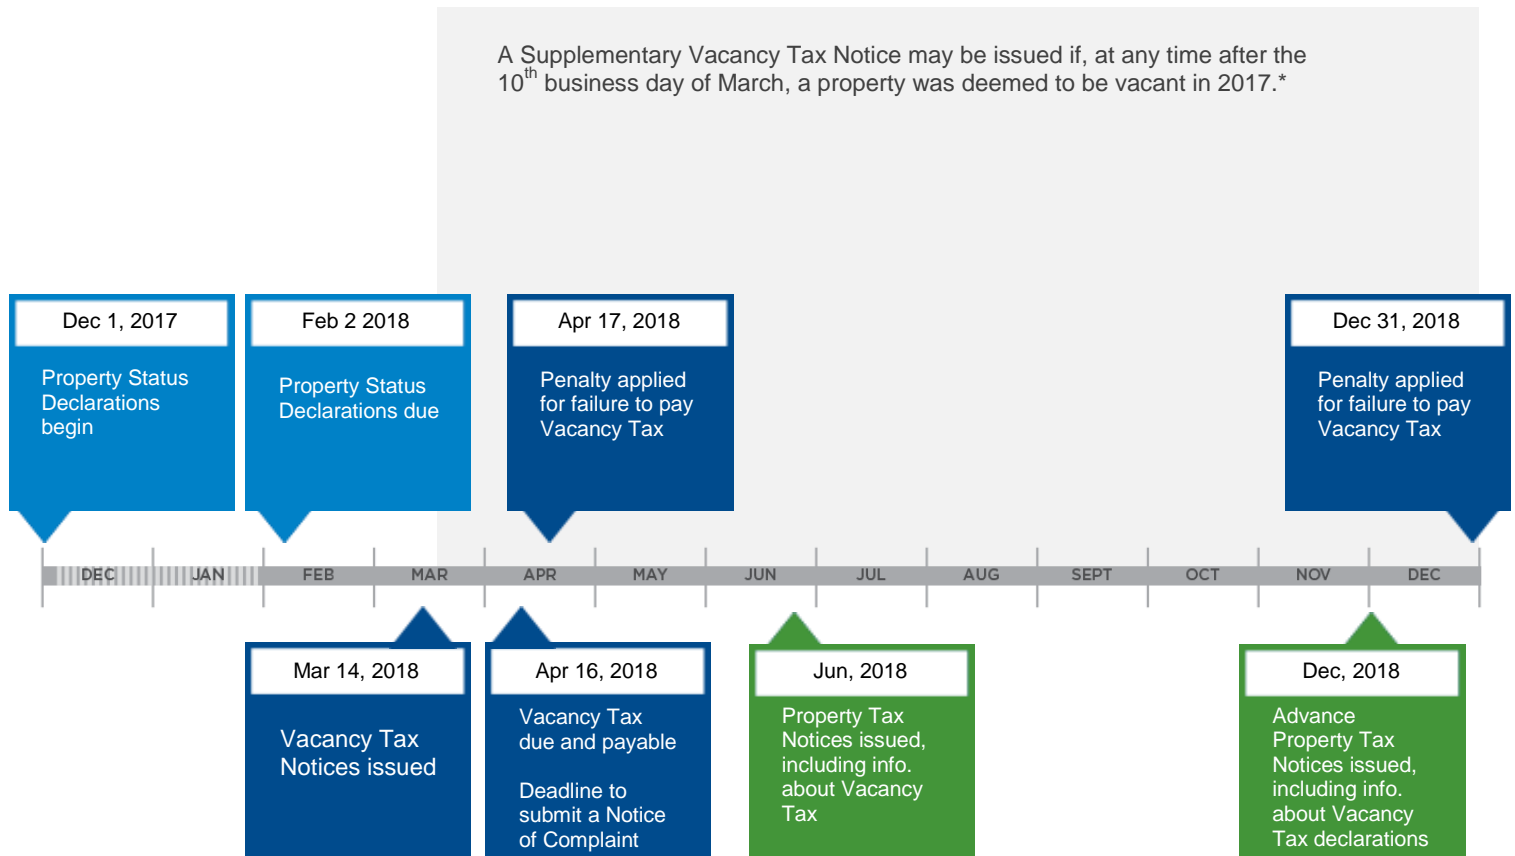 A Supplementary Vacancy Tax Notice may be issued if, at any time after the
10th business day of March, a property was deemed to be vacant in 2017.*
Dec 1, 2017
Property Status
Declarations
begin
Feb 2 2018
Property Status
Declarations due
Apr 17, 2018
Penalty applied
for failure to pay
Vacancy Tax
Dec 31, 2018
Penalty applied
for failure to pay
Vacancy Tax
DEC JAN FEB MAR APR MAY JUN JUL AUG SEPT OCT NOV DEC
Mar 14, 2018
Vacancy Tax
Notices issued
Apr 16, 2018
Vacancy Tax
due and payable
Deadline to
submit a Notice
of Complaint
Jun, 2018
Property Tax
Notices issued,
including info.
about Vacancy
Tax
Dec, 2018
Advance
Property Tax
Notices issued,
including info.
about Vacancy
Tax declarations